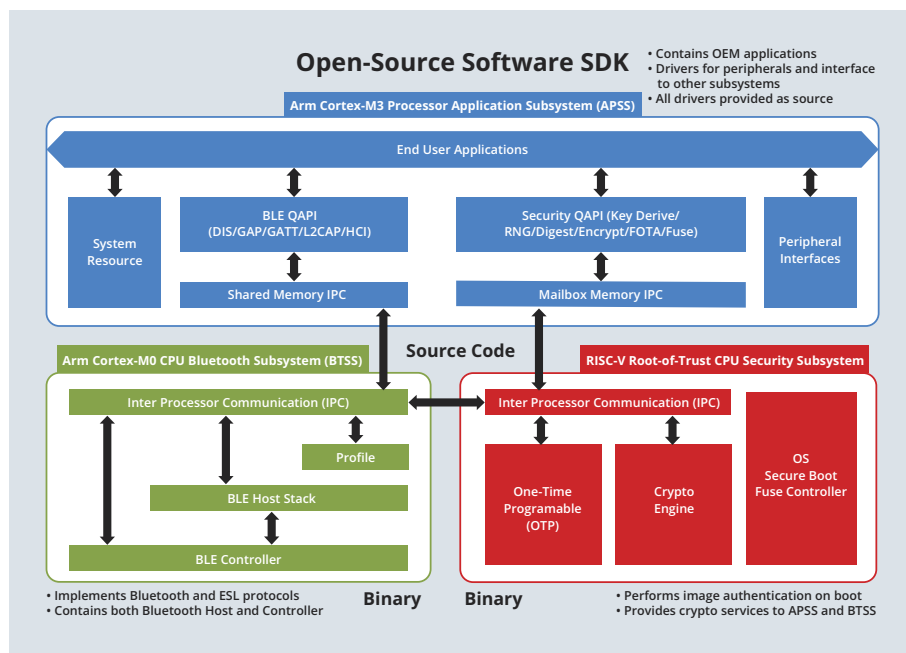 Open-Source Software SDK
• Contains OEM applications
• Drivers for peripherals and interface
to other subsystems
• All drivers provided as source
Arm Cortex-M3 Processor Application Subsystem (APSS)
End User Applications
System
Resource
BLE QAPI
(DIS/GAP/GATT/L2CAP/HCI)
Security QAPI (Key Derive/
RNG/Digest/Encrypt/FOTA/Fuse)
Peripheral
Interfaces
Shared Memory IPC
Mailbox Memory IPC
Source Code
Arm Cortex-M0 CPU Bluetooth Subsystem (BTSS)
RISC-V Root-of-Trust CPU Security Subsystem
Inter Processor Communication (IPC)
Profile
BLE Host Stack
BLE Controller
Inter Processor Communication (IPC)
One-Time
Programable
(OTP)
Crypto
Engine
OS
Secure Boot
Fuse Controller
• Implements Bluetooth and ESL protocols
• Contains both Bluetooth Host and Controller
Binary
Binary
• Performs image authentication on boot
• Provides crypto services to APSS and BTSS